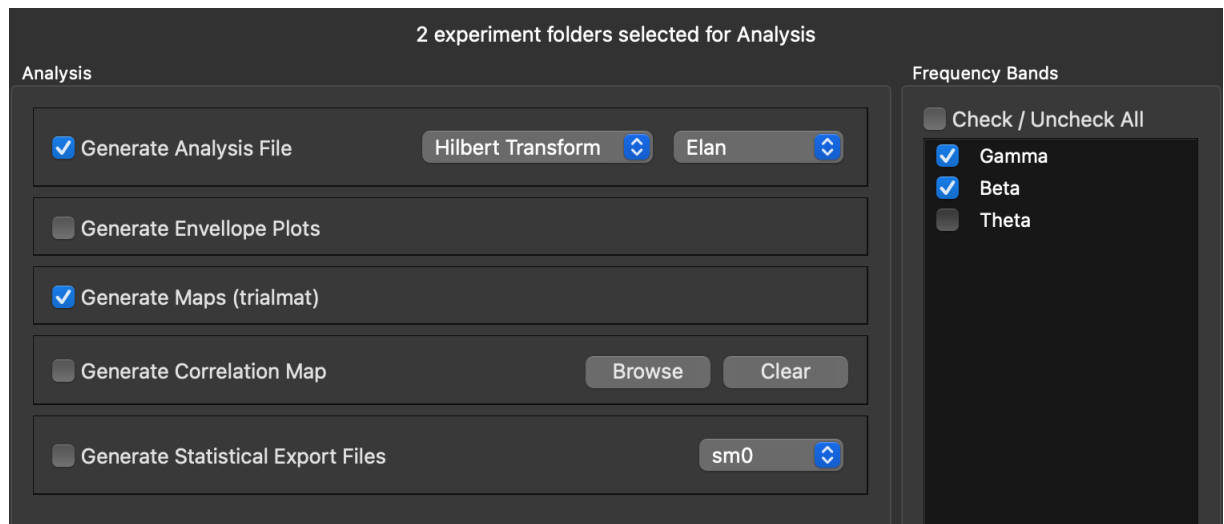 2 experiment folders selected for Analysis
Analysis
Generate Analysis File Hilbert Transform Elan
Generate Envellope Plots
Generate Maps (trialmat)
Generate Correlation Map Browse Clear
Generate Statistical Export Files sm0
Frequency Bands
Check / Uncheck All
Gamma
Beta
Theta